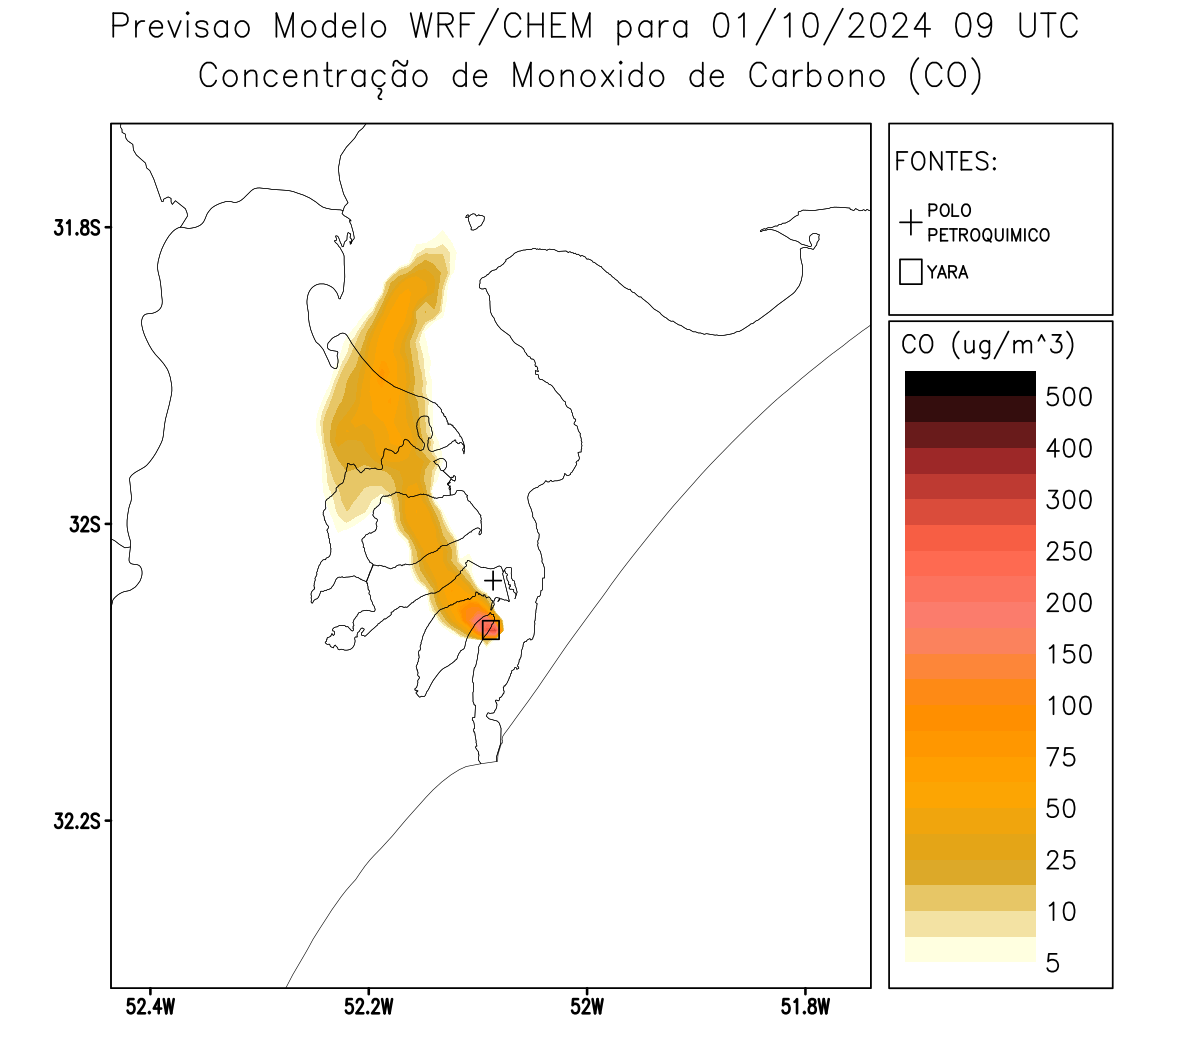 Previsao Modelo WRF/CHEM para 01/10/2024 09 UTC
Concentração de Monoxido de Carbono (CO)
FONTES:
POLO
PETROQUIMICO
YARA
CO (ug/m^3)
500
400
300
250
200
150
100
75
50
25
10
5
31.8S
32S
32.2S
52.4W
52.2W
52W
51.8W